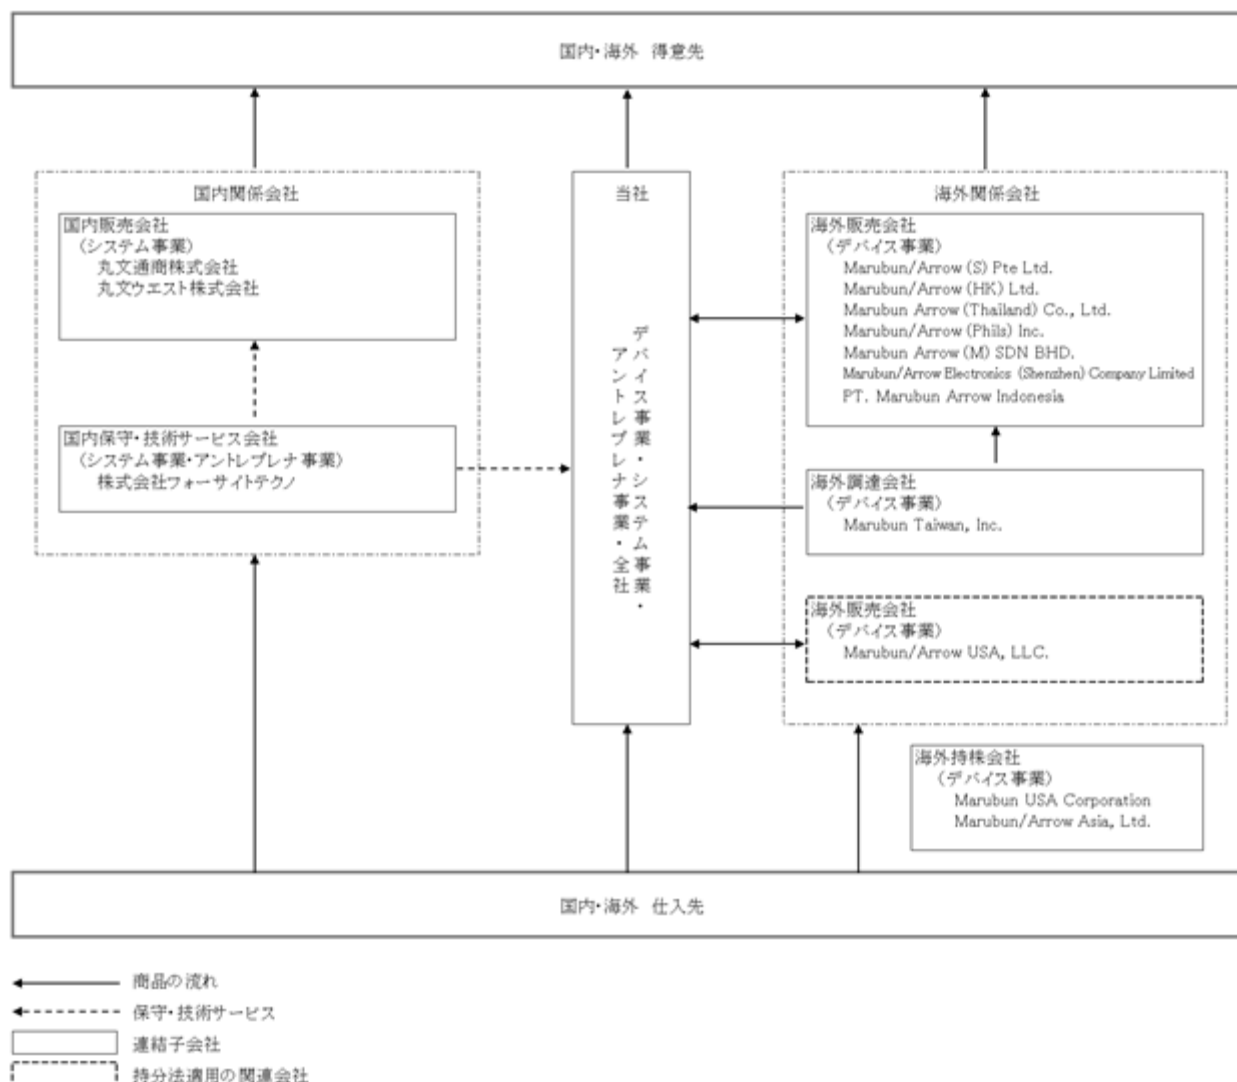 国内・海外 得意先
国内関係会社
国内販売会社
（システム事業）
丸文通商株式会社
丸文ウエスト株式会社
国内保守・技術サービス会社
（システム事業・アントレプレナ事業）
株式会社フォーサイトテクノ
当社
デバイス事業・システム事業・
アントレプレナ事業・全社
海外関係会社
海外販売会社
（デバイス事業）
Marubun/Arrow (S) Pte Ltd.
Marubun/Arrow (HK) Ltd.
Marubun Arrow (Thailand) Co., Ltd.
Marubun/Arrow (Phils) Inc.
Marubun Arrow (M) SDN BHD.
Marubun/Arrow Electronics (Shenzhen) Company Limited
PT. Marubun Arrow Indonesia
海外調達会社
（デバイス事業）
Marubun Taiwan, Inc.
海外販売会社
（デバイス事業）
Marubun/Arrow USA, LLC.
海外持株会社
（デバイス事業）
Marubun USA Corporation
Marubun/Arrow Asia, Ltd.
国内・海外 仕入先
商品の流れ
保守・技術サービス
連結子会社
持分法適用の関連会社